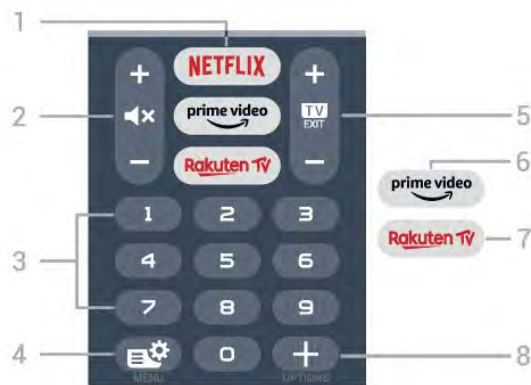 1
+ NETFLIX +
2 prime video TV 5
EXIT
6
− Rakuten TV −
prime video
1 2 3
Rakuten TV 7
3 4 5 6
7 8 9
4 0 + 8
MENU OPTIONS